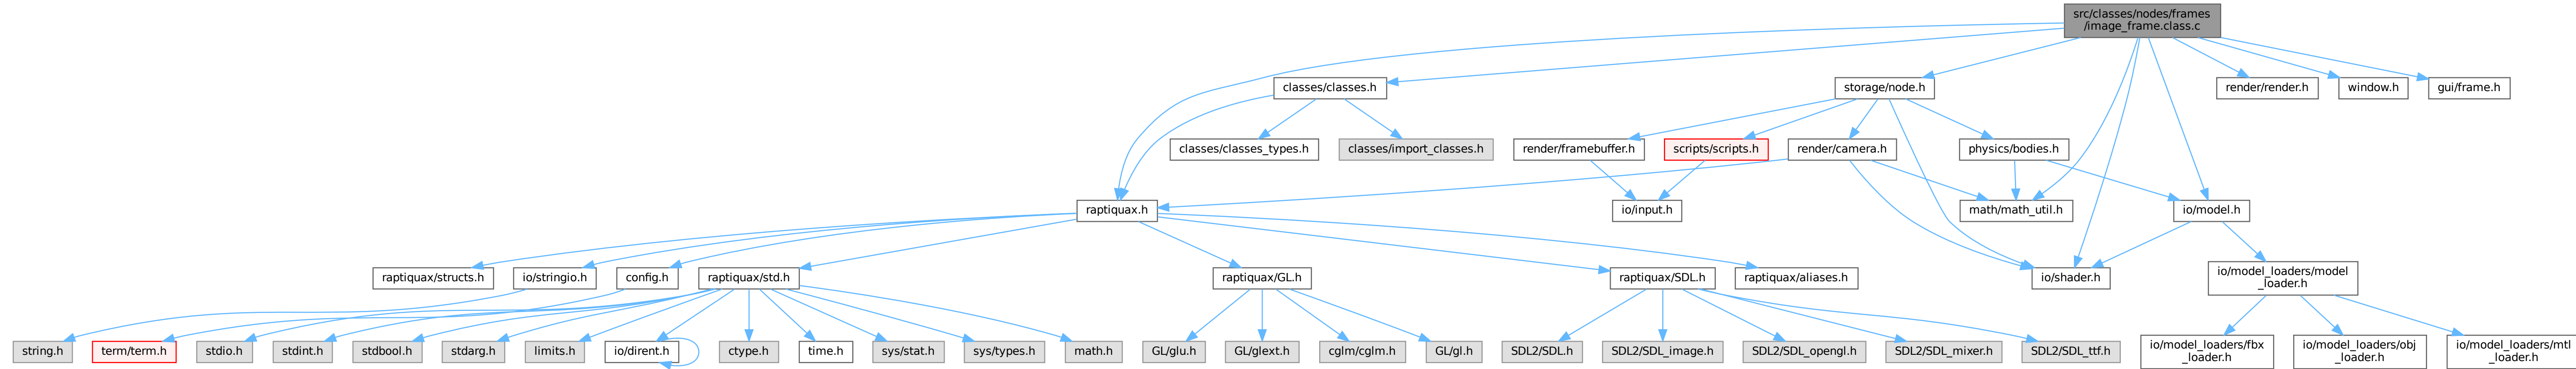 src/classes/nodes/frames
/image_frame.class.c
classes/classes.h
storage/node.h
render/render.h
window.h
gui/frame.h
classes/classes_types.h
classes/import_classes.h
render/framebuffer.h
scripts/scripts.h
render/camera.h
physics/bodies.h
raptiquax.h
io/input.h
math/math_util.h
io/model.h
raptiquax/structs.h
io/stringio.h
config.h
raptiquax/std.h
raptiquax/GL.h
raptiquax/SDL.h
raptiquax/aliases.h
io/shader.h
io/model_loaders/model
_loader.h
string.h
term/term.h
stdio.h
stdint.h
stdbool.h
stdarg.h
limits.h
io/dirent.h
ctype.h
time.h
sys/stat.h
sys/types.h
math.h
GL/glu.h
GL/glext.h
cglm/cglm.h
GL/gl.h
SDL2/SDL.h
SDL2/SDL_image.h
SDL2/SDL_opengl.h
SDL2/SDL_mixer.h
SDL2/SDL_ttf.h
io/model_loaders/fbx
_loader.h
io/model_loaders/obj
_loader.h
io/model_loaders/mtl
_loader.h